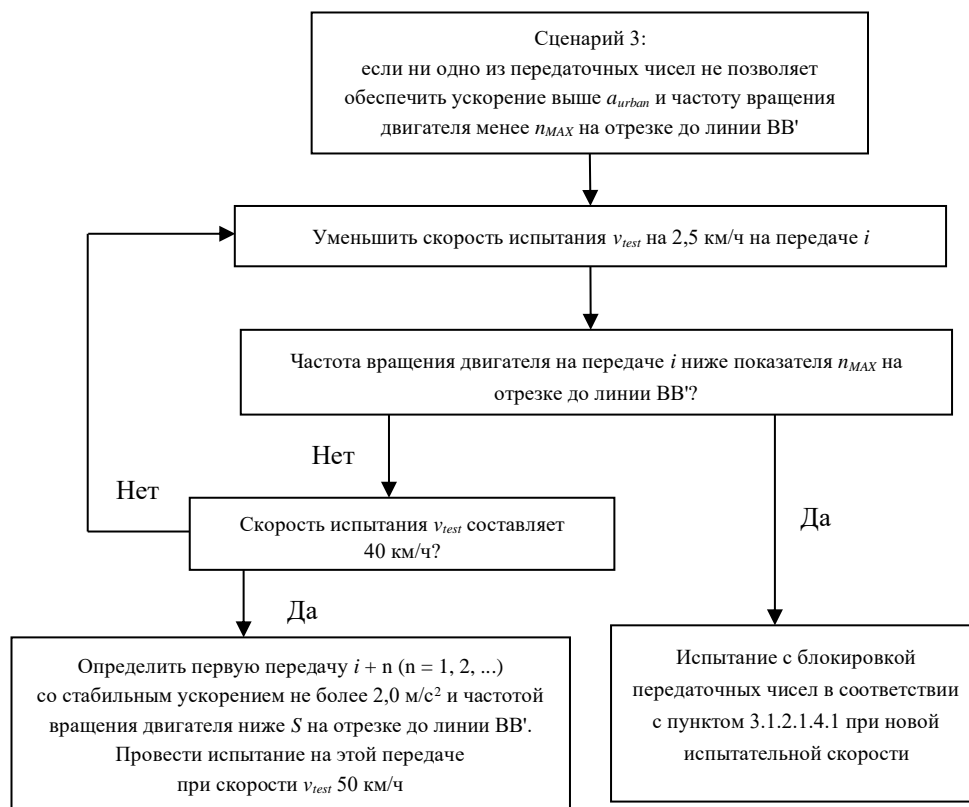 Сценарий 3:
если ни одно из передаточных чисел не позволяет
обеспечить ускорение выше a_urban и частоту вращения
двигателя менее n_MAX на отрезке до линии BB'
Уменьшить скорость испытания v_test на 2,5 км/ч на передаче i
Частота вращения двигателя на передаче i ниже показателя n_MAX на
отрезке до линии BB'?
Нет
Нет
Да
Скорость испытания v_test составляет
40 км/ч?
Да
Определить первую передачу i + n (n = 1, 2, ...)
со стабильным ускорением не более 2,0 м/с² и частотой
вращения двигателя ниже S на отрезке до линии BB'.
Провести испытание на этой передаче
при скорости v_test 50 км/ч
Испытание с блокировкой
передаточных чисел в соответствии
с пунктом 3.1.2.1.4.1 при новой
испытательной скорости